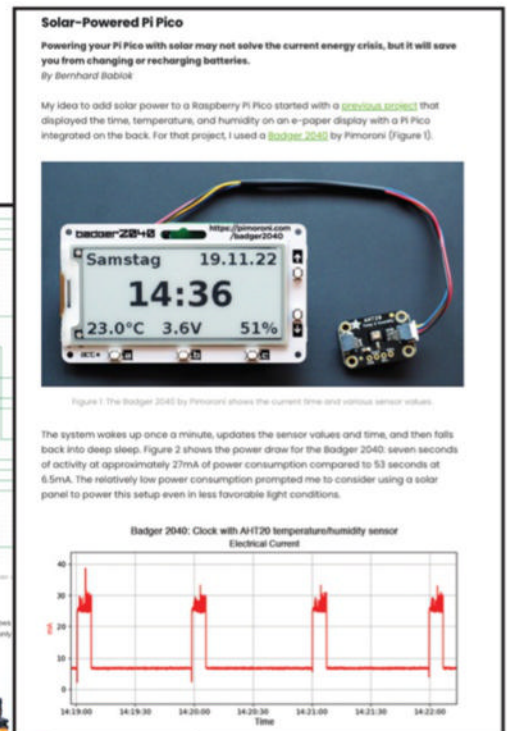 Solar-Powered Pi Pico
Powering your Pi Pico with solar may not solve the current energy crisis, but it will save
you from changing or recharging batteries.
By Bernhard Bablok
My idea to add solar power to a Raspberry Pi Pico started with a previous project that
displayed the time, temperature, and humidity on an e-paper display with a Pi Pico
integrated on the back. For that project, I used a Badger 2040 by Pimoroni (Figure 1).
badger2040
https://pimoroni.com
/badger2040
Samstag 19.11.22
14:36
23.0°C 3.6V 51%
a b c
AHT20
Figure 1: The Badger 2040 by Pimoroni shows the current time and various sensor values.
The system wakes up once a minute, updates the sensor values and time, and then falls
back into deep sleep. Figure 2 shows the power draw for the Badger 2040: seven seconds
of activity at approximately 27mA of power consumption compared to 53 seconds at
6.5mA. The relatively low power consumption prompted me to consider using a solar
panel to power this setup even in less favorable light conditions.
Badger 2040: Clock with AHT20 temperature/humidity sensor
Electrical Current
40
30
20
10
0
mA
14:19:00 14:19:30 14:20:00 14:20:30 14:21:00 14:21:30 14:22:00
Time